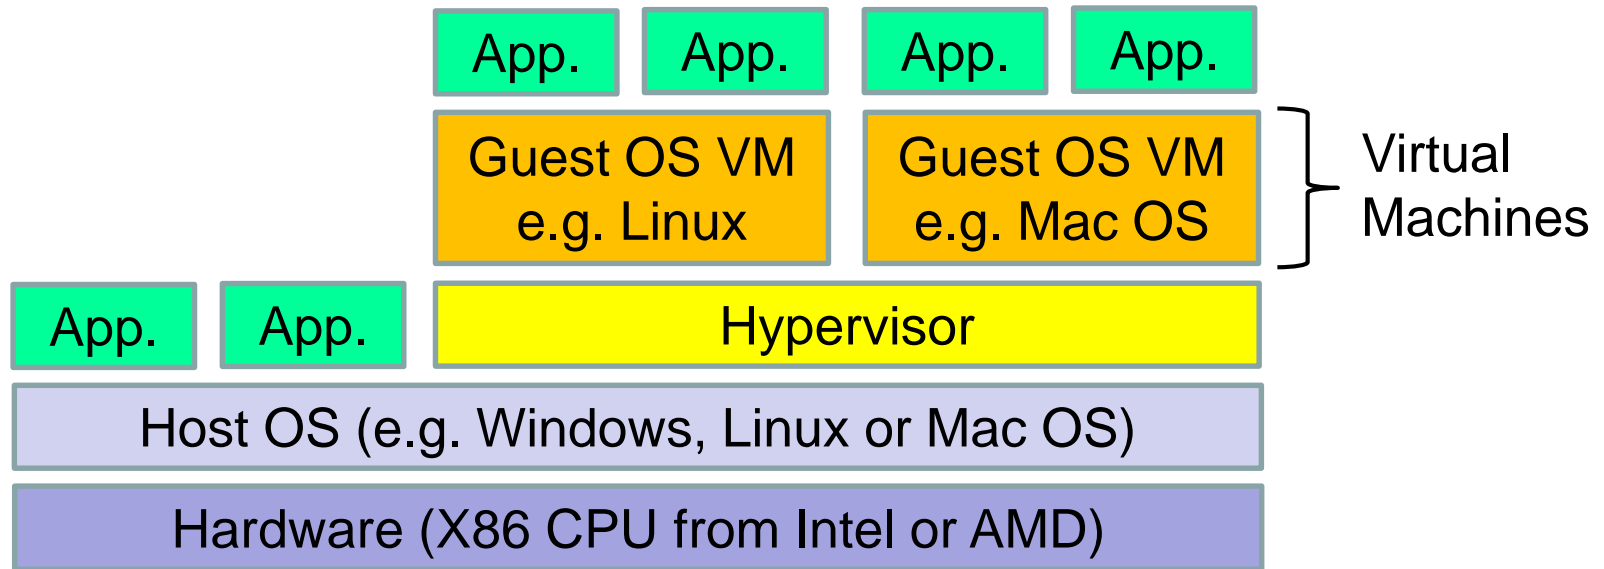 App.
App.
App.
App.
Guest OS VM
e.g. Linux
Guest OS VM
e.g. Mac OS
Virtual
Machines
App.
App.
Hypervisor
Host OS (e.g. Windows, Linux or Mac OS)
Hardware (X86 CPU from Intel or AMD)